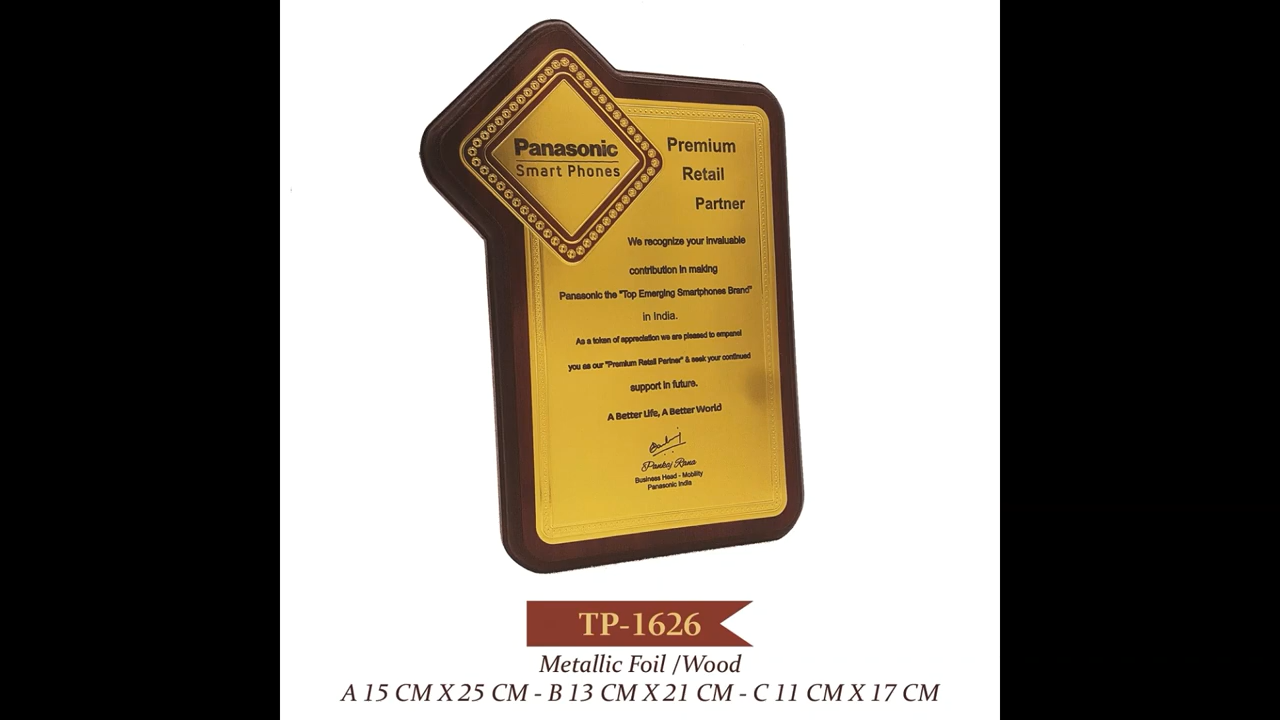 Panasonic
Smart Phones
Premium
Retail
Partner
We recognize your invaluable
contribution in making
Panasonic the "Top Emerging Smartphones Brand"
in India.
As a token of appreciation we are pleased to empanel
you as our "Premium Retail Partner" & seek your continued
support in future.
A Better Life, A Better World
Pankaj Rana
Business Head - Mobility
Panasonic India
TP-1626
Metallic Foil /Wood
A 15 CM X 25 CM - B 13 CM X 21 CM - C 11 CM X 17 CM